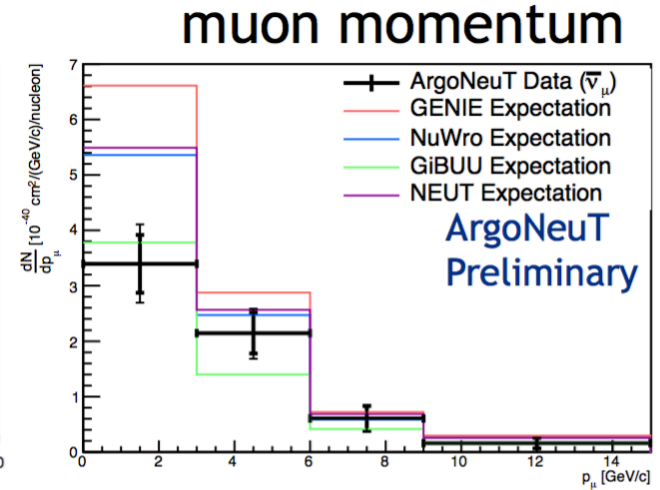 muon momentum
7
6
5
4
3
2
1
0
dN
dpμ
[10⁻⁴⁰ cm²/(GeV/c)/nucleon]
ArgoNeuT Data (ν̅μ)
GENIE Expectation
NuWro Expectation
GiBUU Expectation
NEUT Expectation
ArgoNeuT
Preliminary
0 2 4 6 8 10 12 14
pμ [GeV/c]
0